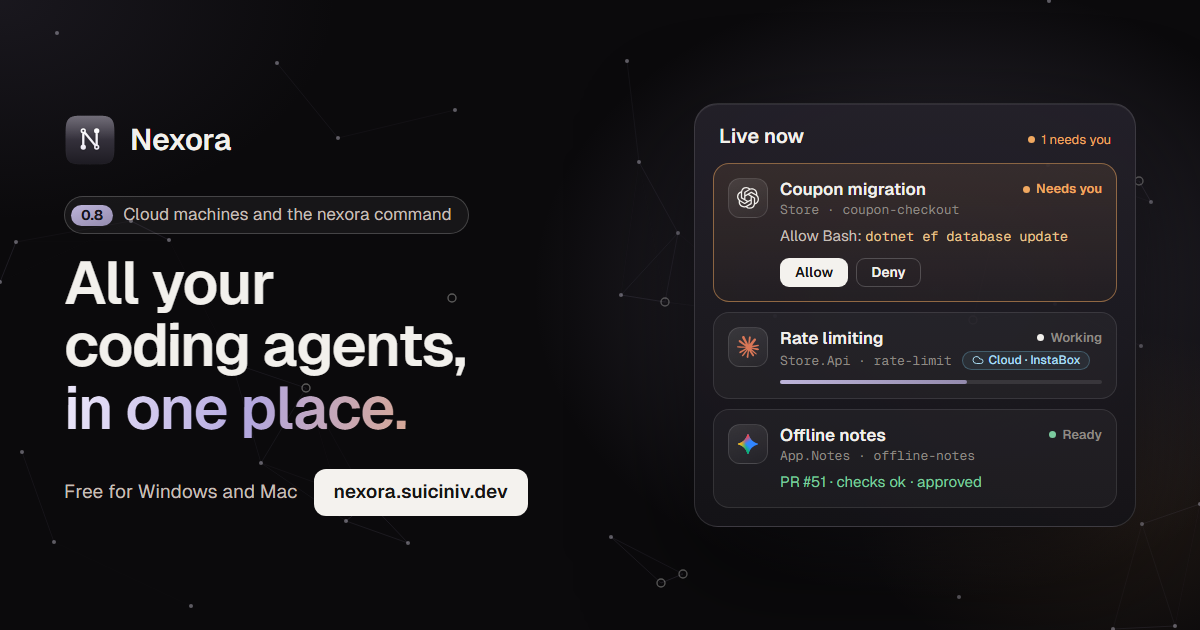 Nexora
0.8 Cloud machines and the nexora command
All your
coding agents,
in one place.
Free for Windows and Mac nexora.suiciniv.dev
Live now
1 needs you
Coupon migration
Needs you
Store · coupon-checkout
Allow Bash: dotnet ef database update
Allow Deny
Rate limiting
Working
Store.Api · rate-limit Cloud · InstaBox
Offline notes
Ready
App.Notes · offline-notes
PR #51 · checks ok · approved